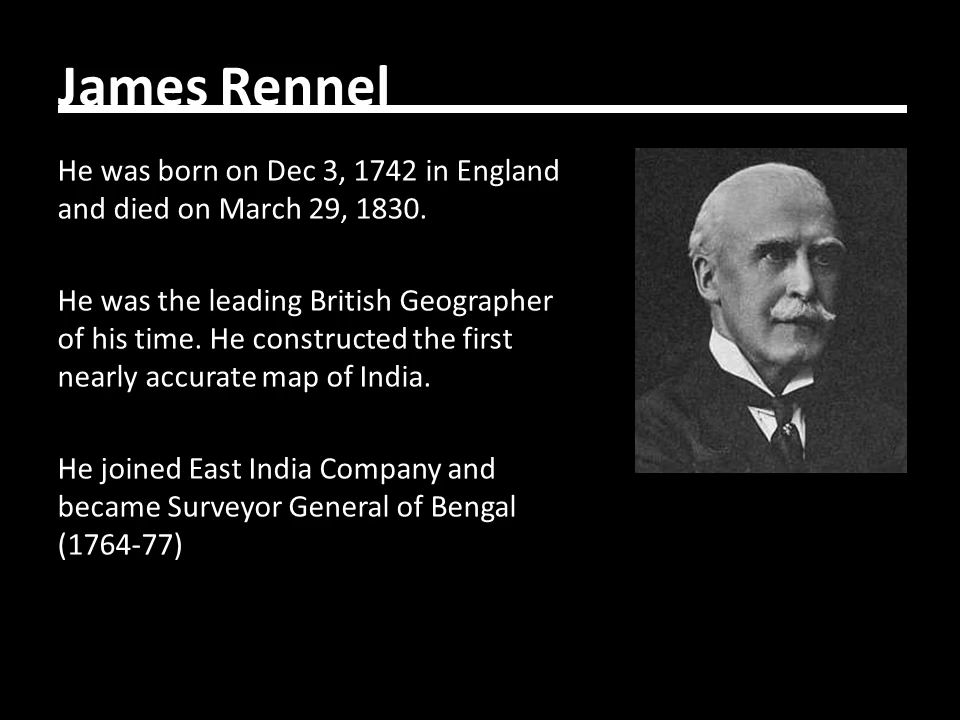 James Rennel
He was born on Dec 3, 1742 in England
and died on March 29, 1830.
He was the leading British Geographer
of his time. He constructed the first
nearly accurate map of India.
He joined East India Company and
became Surveyor General of Bengal
(1764-77)